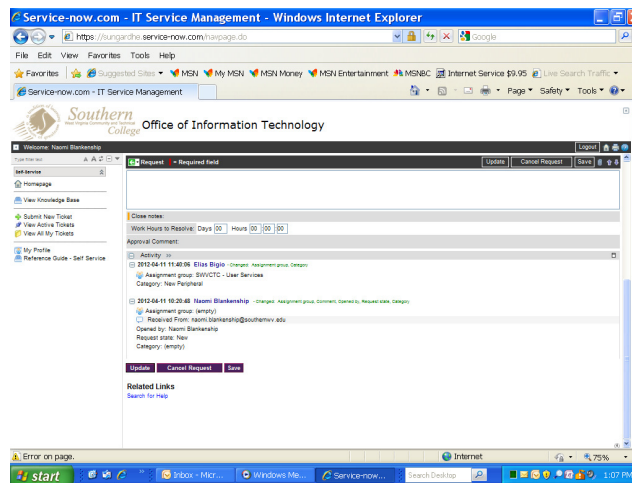 Service-now.com - IT Service Management - Windows Internet Explorer
https://sungardhe.service-now.com/navpage.do
Google
File Edit View Favorites Tools Help
Favorites Suggested Sites MSN My MSN MSN Money MSN Entertainment MSNBC Internet Service $9.95 Live Search Traffic
Service-now.com - IT Service Management
Page Safety Tools
Southern
West Virginia Community and Technical
College
Office of Information Technology
Welcome: Naomi Blankenship
Logout
Type filter text
A A
Request = Required field
Update Cancel Request Save
Self-Service
Homepage
View Knowledge Base
Submit New Ticket
View Active Tickets
View All My Tickets
My Profile
Reference Guide - Self Service
Close notes:
Work Hours to Resolve: Days 00 Hours 00 00 00
Approval Comment:
Activity
2012-04-11 11:40:06 Elias Bigio - Changed: Assignment group, Category
Assignment group: SWVCTC - User Services
Category: New Peripheral
2012-04-11 10:20:48 Naomi Blankenship - Changed: Assignment group, Comment, Opened by, Request state, Category
Assignment group: (empty)
Received From: naomi.blankenship@southernwv.edu
Opened by: Naomi Blankenship
Request state: New
Category: (empty)
Update Cancel Request Save
Related Links
Search for Help
Error on page.
Internet
75%
start
Inbox - Micr...
Windows Me...
Service-now...
Search Desktop
1:07 PM